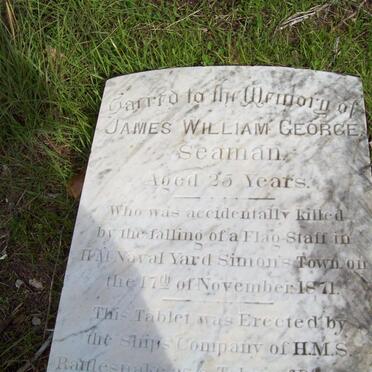 Sacred to the Memory of
JAMES WILLIAM GEORGE
Seaman.
Aged 25 Years.
Who was accidentally killed
by the falling of a Flag-Staff in
H.M. Naval Yard Simon's Town on
the 17th of November 1871.
This Tablet was Erected by
the Ships Company of H.M.S.
Rattlesnake